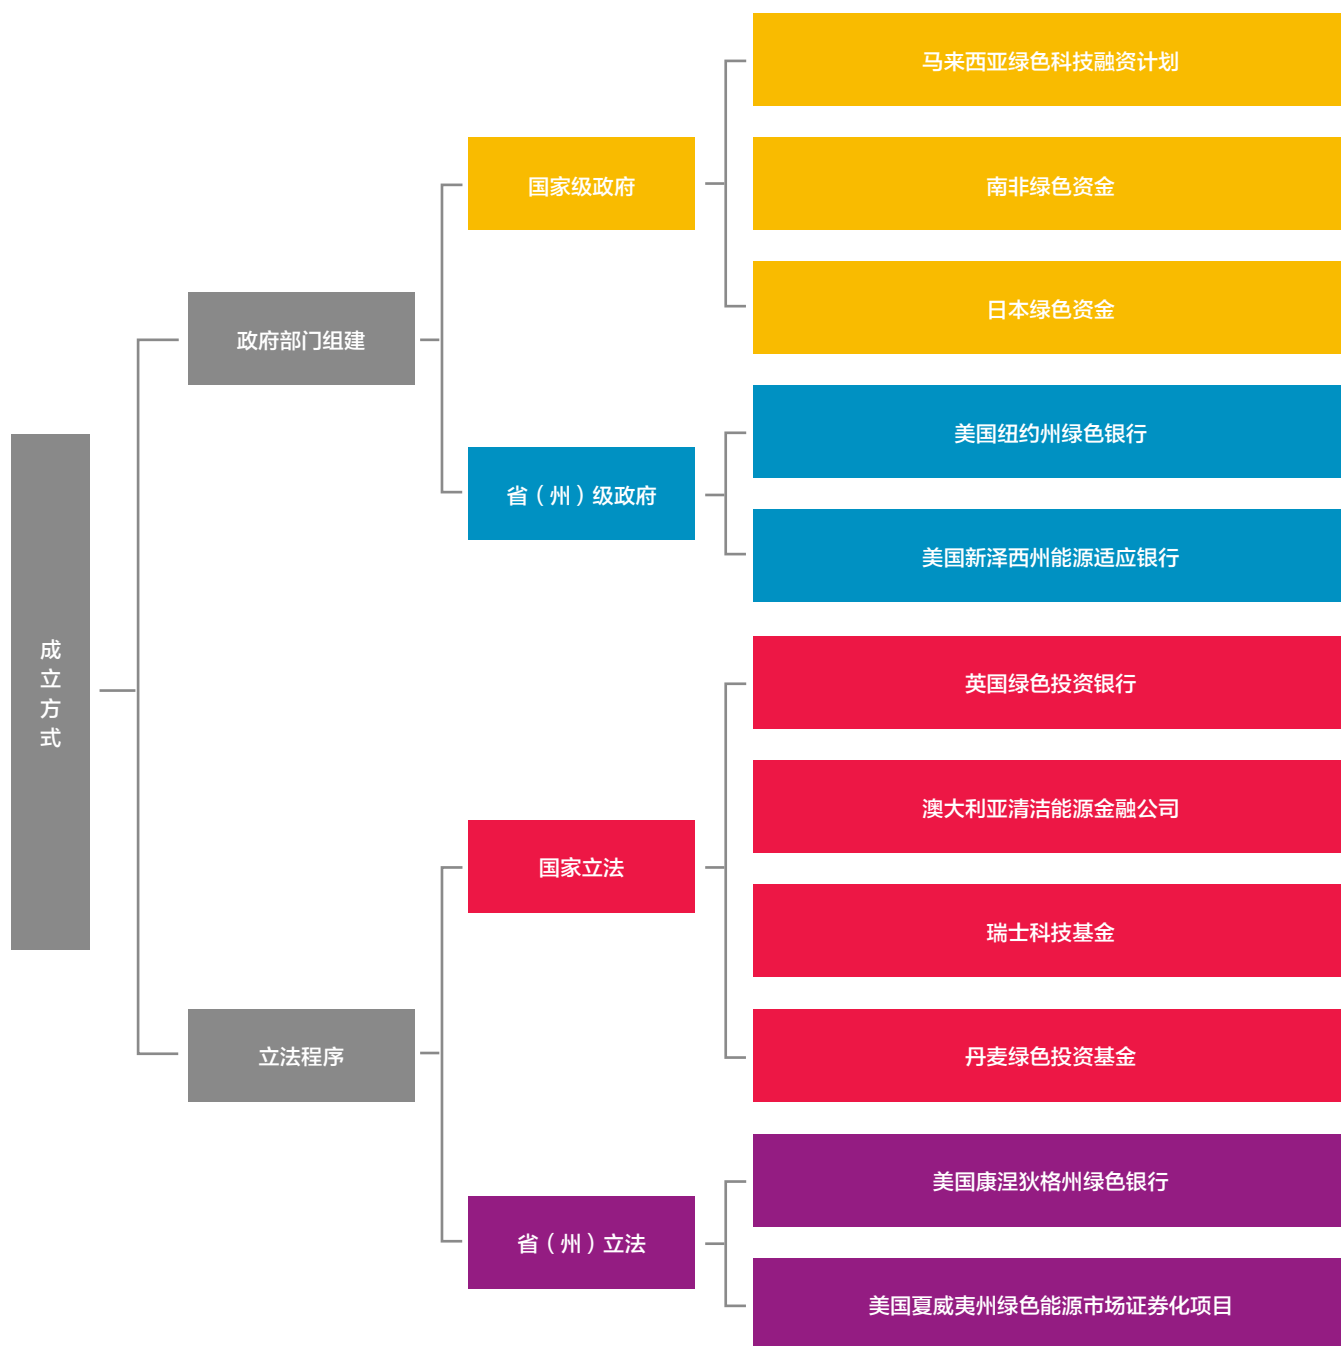 成立方式
政府部门组建
国家级政府
马来西亚绿色科技融资计划
南非绿色资金
日本绿色资金
省（州）级政府
美国纽约州绿色银行
美国新泽西州能源适应银行
立法程序
国家立法
英国绿色投资银行
澳大利亚清洁能源金融公司
瑞士科技基金
丹麦绿色投资基金
省（州）立法
美国康涅狄格州绿色银行
美国夏威夷州绿色能源市场证券化项目